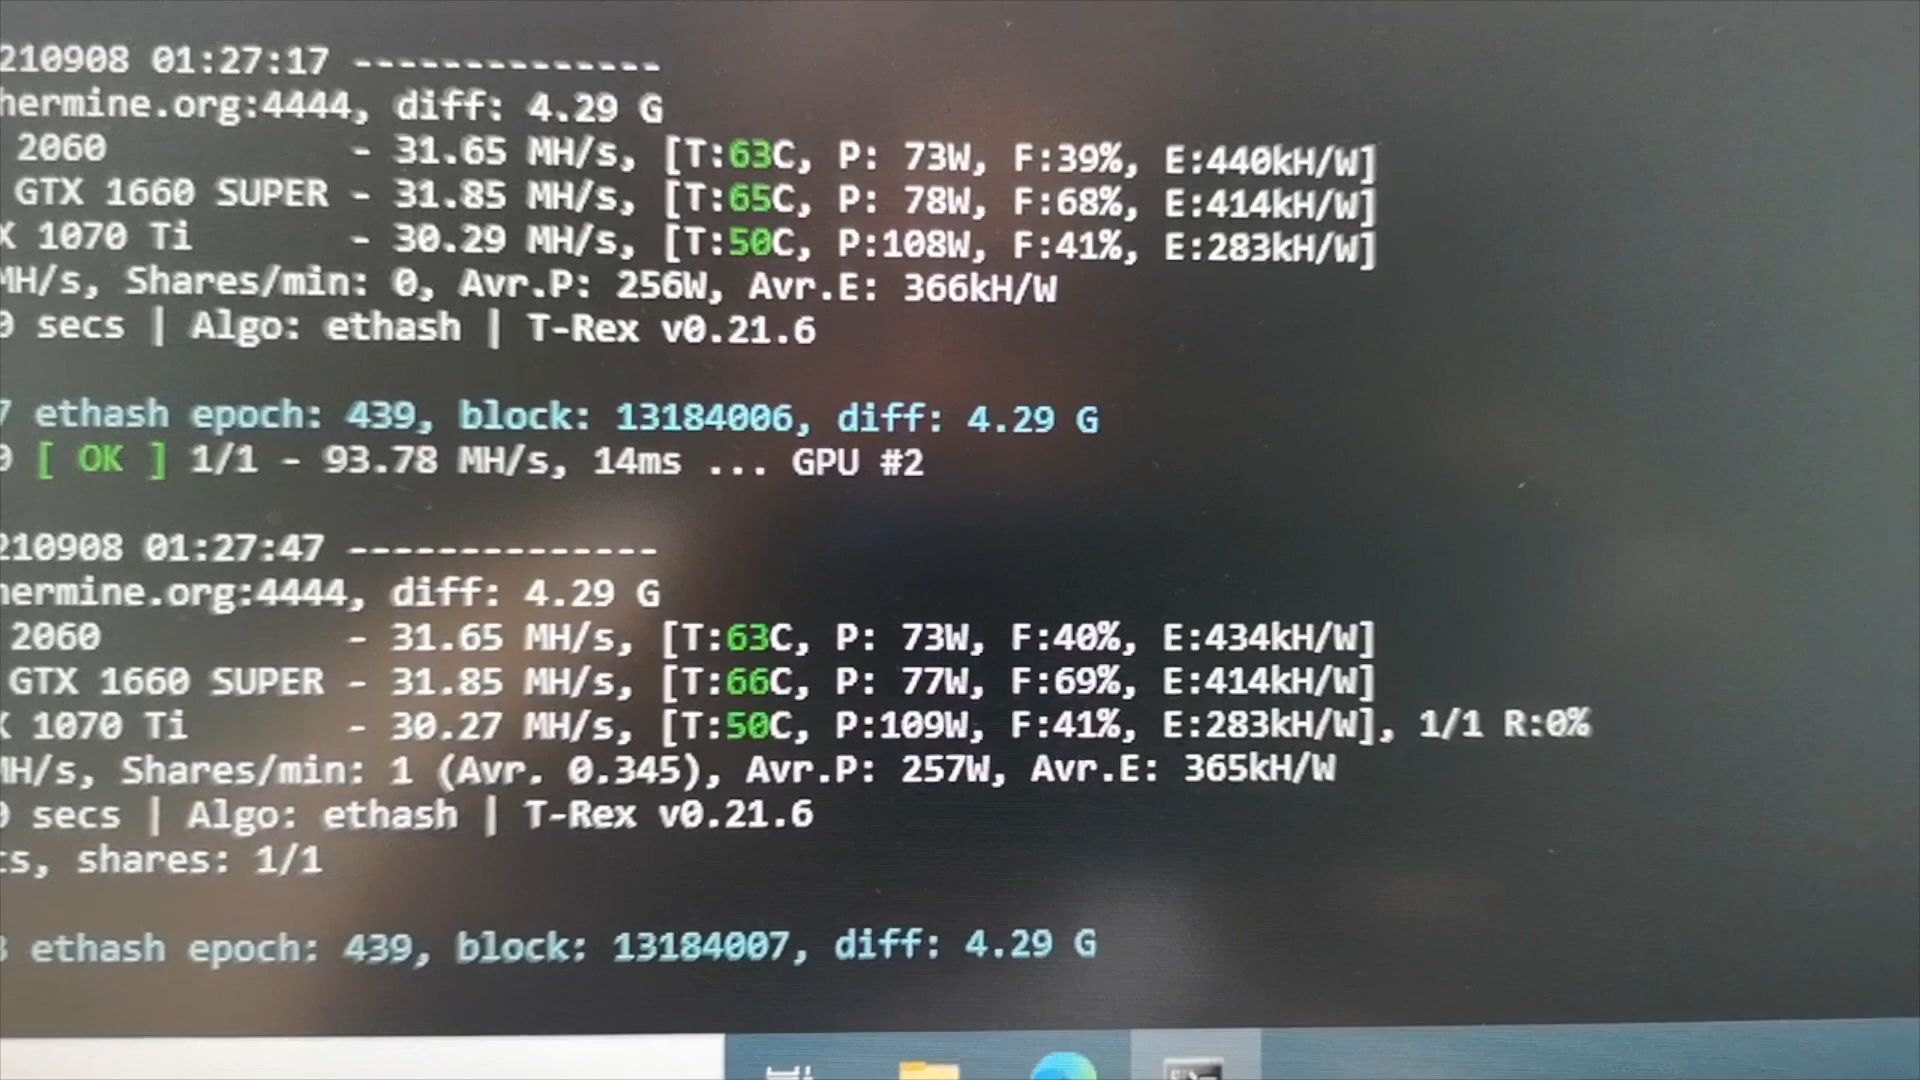 210908 01:27:17 --------------
hermine.org:4444, diff: 4.29 G
2060 - 31.65 MH/s, [T:63C, P: 73W, F:39%, E:440kH/W]
GTX 1660 SUPER - 31.85 MH/s, [T:65C, P: 78W, F:68%, E:414kH/W]
X 1070 Ti - 30.29 MH/s, [T:50C, P:108W, F:41%, E:283kH/W]
MH/s, Shares/min: 0, Avr.P: 256W, Avr.E: 366kH/W
0 secs | Algo: ethash | T-Rex v0.21.6
7 ethash epoch: 439, block: 13184006, diff: 4.29 G
0 [ OK ] 1/1 - 93.78 MH/s, 14ms ... GPU #2
210908 01:27:47 --------------
hermine.org:4444, diff: 4.29 G
2060 - 31.65 MH/s, [T:63C, P: 73W, F:40%, E:434kH/W]
GTX 1660 SUPER - 31.85 MH/s, [T:66C, P: 77W, F:69%, E:414kH/W]
X 1070 Ti - 30.27 MH/s, [T:50C, P:109W, F:41%, E:283kH/W], 1/1 R:0%
MH/s, Shares/min: 1 (Avr. 0.345), Avr.P: 257W, Avr.E: 365kH/W
0 secs | Algo: ethash | T-Rex v0.21.6
cs, shares: 1/1
3 ethash epoch: 439, block: 13184007, diff: 4.29 G